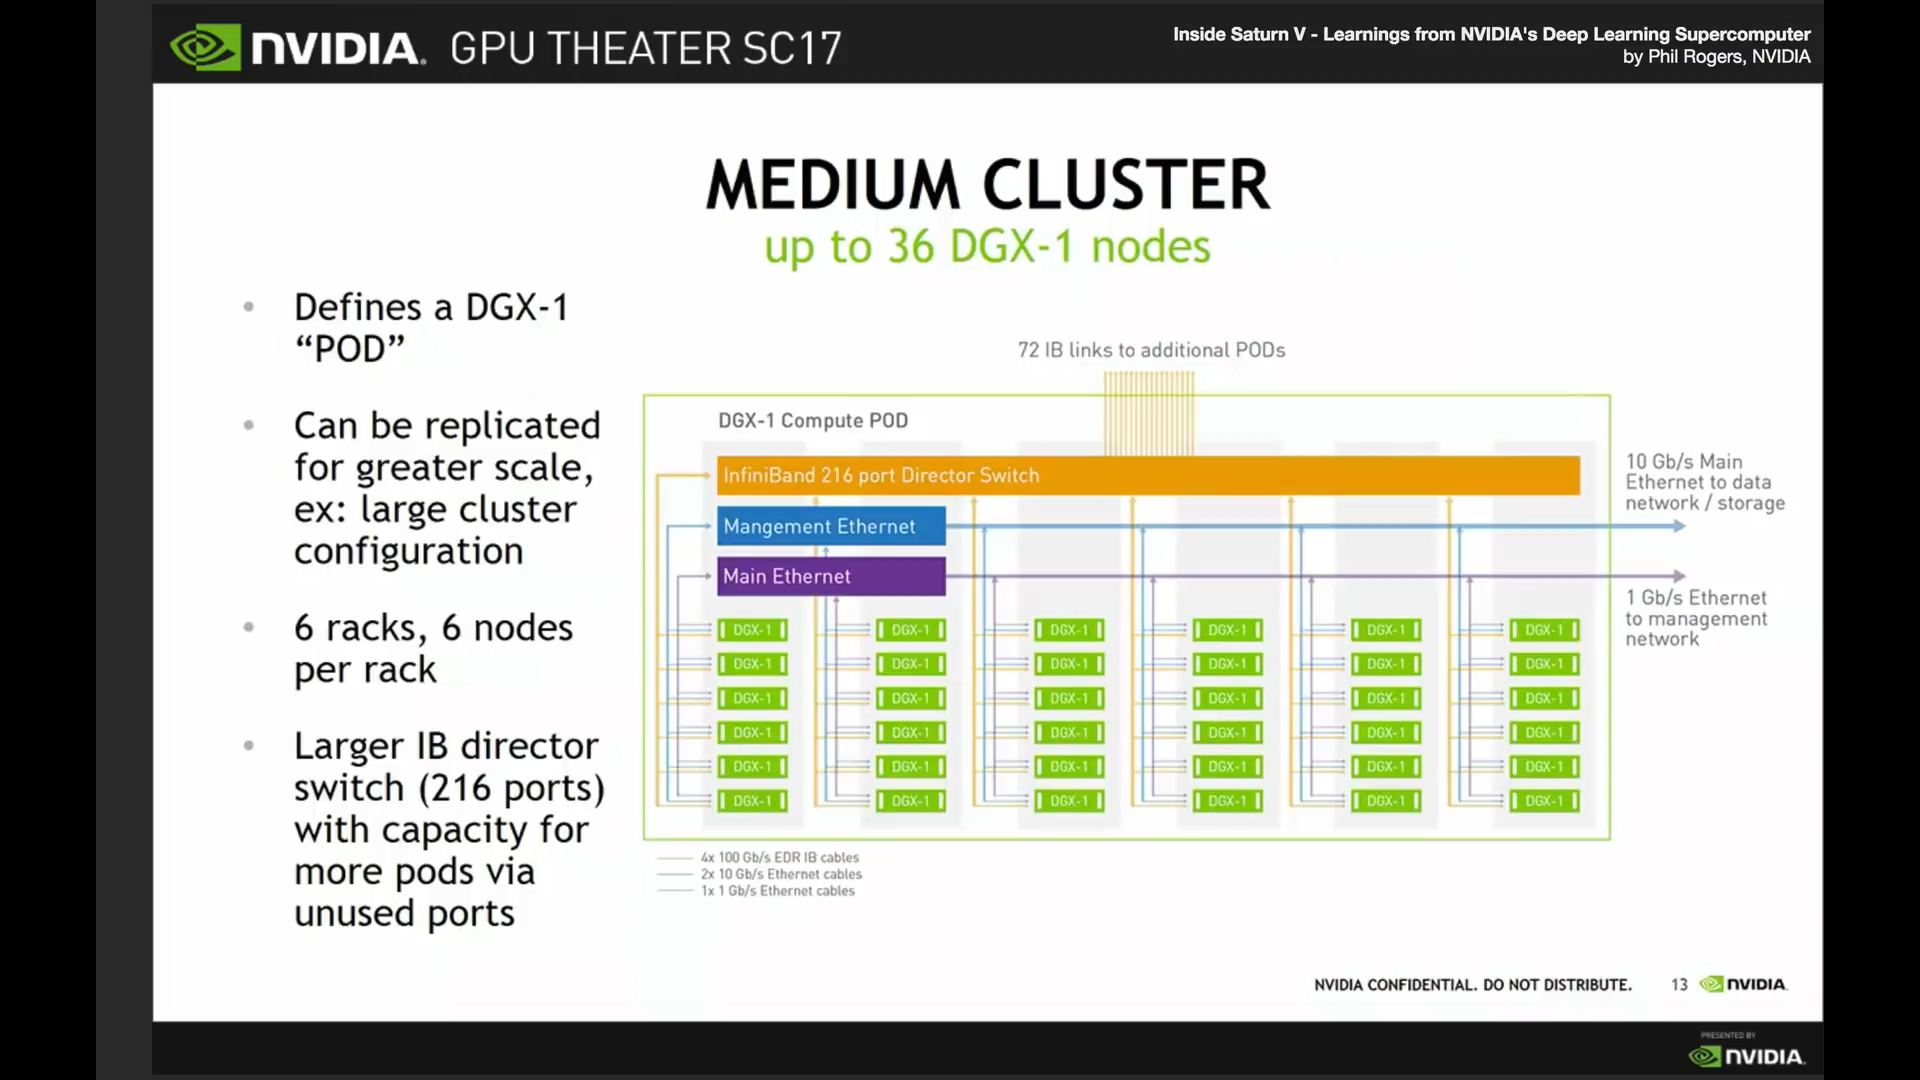 NVIDIA. GPU THEATER SC17
Inside Saturn V - Learnings from NVIDIA's Deep Learning Supercomputer
by Phil Rogers, NVIDIA
MEDIUM CLUSTER
up to 36 DGX-1 nodes
• Defines a DGX-1
“POD”
• Can be replicated
for greater scale,
ex: large cluster
configuration
• 6 racks, 6 nodes
per rack
• Larger IB director
switch (216 ports)
with capacity for
more pods via
unused ports
72 IB links to additional PODs
DGX-1 Compute POD
InfiniBand 216 port Director Switch
Mangement Ethernet
Main Ethernet
10 Gb/s Main
Ethernet to data
network / storage
1 Gb/s Ethernet
to management
network
DGX-1 DGX-1 DGX-1 DGX-1 DGX-1 DGX-1
DGX-1 DGX-1 DGX-1 DGX-1 DGX-1 DGX-1
DGX-1 DGX-1 DGX-1 DGX-1 DGX-1 DGX-1
DGX-1 DGX-1 DGX-1 DGX-1 DGX-1 DGX-1
DGX-1 DGX-1 DGX-1 DGX-1 DGX-1 DGX-1
DGX-1 DGX-1 DGX-1 DGX-1 DGX-1 DGX-1
4x 100 Gb/s EDR IB cables
2x 10 Gb/s Ethernet cables
1x 1 Gb/s Ethernet cables
NVIDIA CONFIDENTIAL. DO NOT DISTRIBUTE. 13 NVIDIA.
PRESENTED BY
NVIDIA.